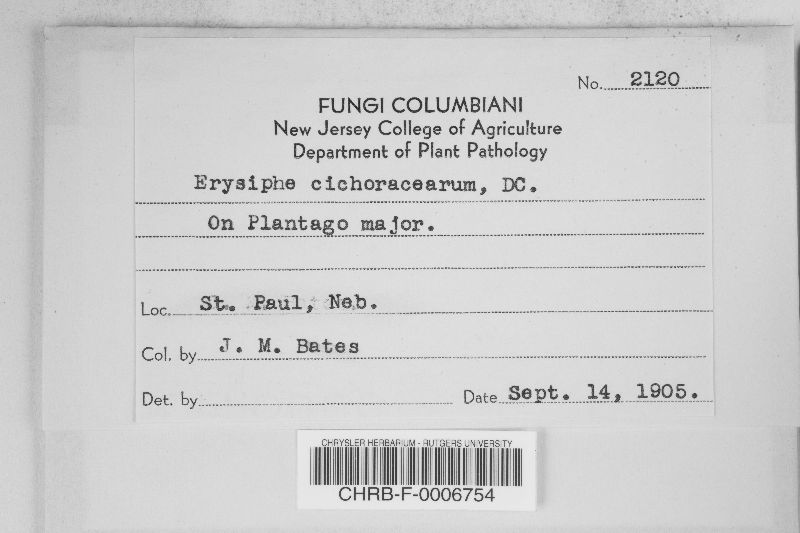 No. 2120
FUNGI COLUMBIANI
New Jersey College of Agriculture
Department of Plant Pathology
Erysiphe cichoracearum, DC.
On Plantago major.
Loc. St. Paul, Neb.
Col. by J. M. Bates
Det. by
Date Sept. 14, 1905.
CHRYSLER HERBARIUM - RUTGERS UNIVERSITY
CHRB-F-0006754